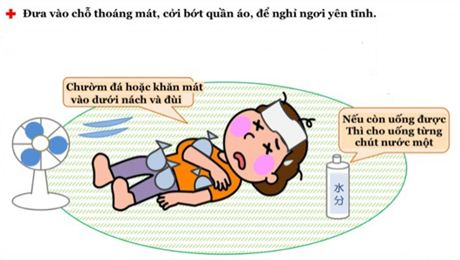 Đưa vào chỗ thoáng mát, cởi bớt quần áo, để nghỉ ngơi yên tĩnh.
Chườm đá hoặc khăn mát
vào dưới nách và đùi
Nếu còn uống được
Thì cho uống từng
chút nước một
水
分